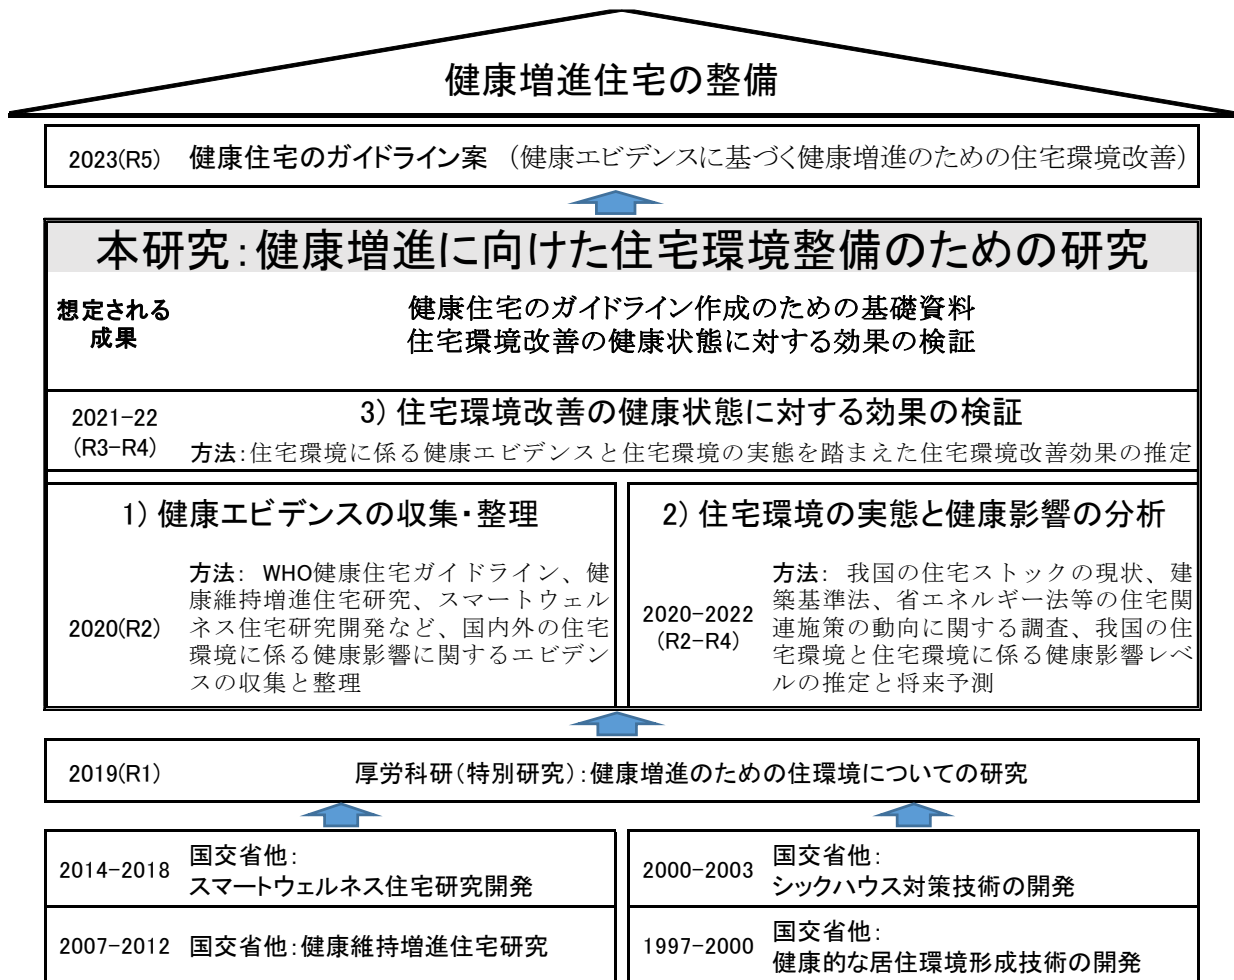 健康増進住宅の整備
2023(R5) 健康住宅のガイドライン案 （健康エビデンスに基づく健康増進のための住宅環境改善）
本研究：健康増進に向けた住宅環境整備のための研究
想定される
成果
健康住宅のガイドライン作成のための基礎資料
住宅環境改善の健康状態に対する効果の検証
2021-22
(R3-R4)
3) 住宅環境改善の健康状態に対する効果の検証
方法：住宅環境に係る健康エビデンスと住宅環境の実態を踏まえた住宅環境改善効果の推定
1) 健康エビデンスの収集・整理
2020(R2)
方法： WHO健康住宅ガイドライン、健
康維持増進住宅研究、スマートウェル
ネス住宅研究開発など、国内外の住宅
環境に係る健康影響に関するエビデン
スの収集と整理
2) 住宅環境の実態と健康影響の分析
2020-2022
(R2-R4)
方法： 我国の住宅ストックの現状、建
築基準法、省エネルギー法等の住宅関
連施策の動向に関する調査、我国の住
宅環境と住宅環境に係る健康影響レベ
ルの推定と将来予測
2019(R1) 厚労科研（特別研究）：健康増進のための住環境についての研究
2014-2018 国交省他：
スマートウェルネス住宅研究開発
2007-2012 国交省他：健康維持増進住宅研究
2000-2003 国交省他：
シックハウス対策技術の開発
1997-2000 国交省他：
健康的な居住環境形成技術の開発